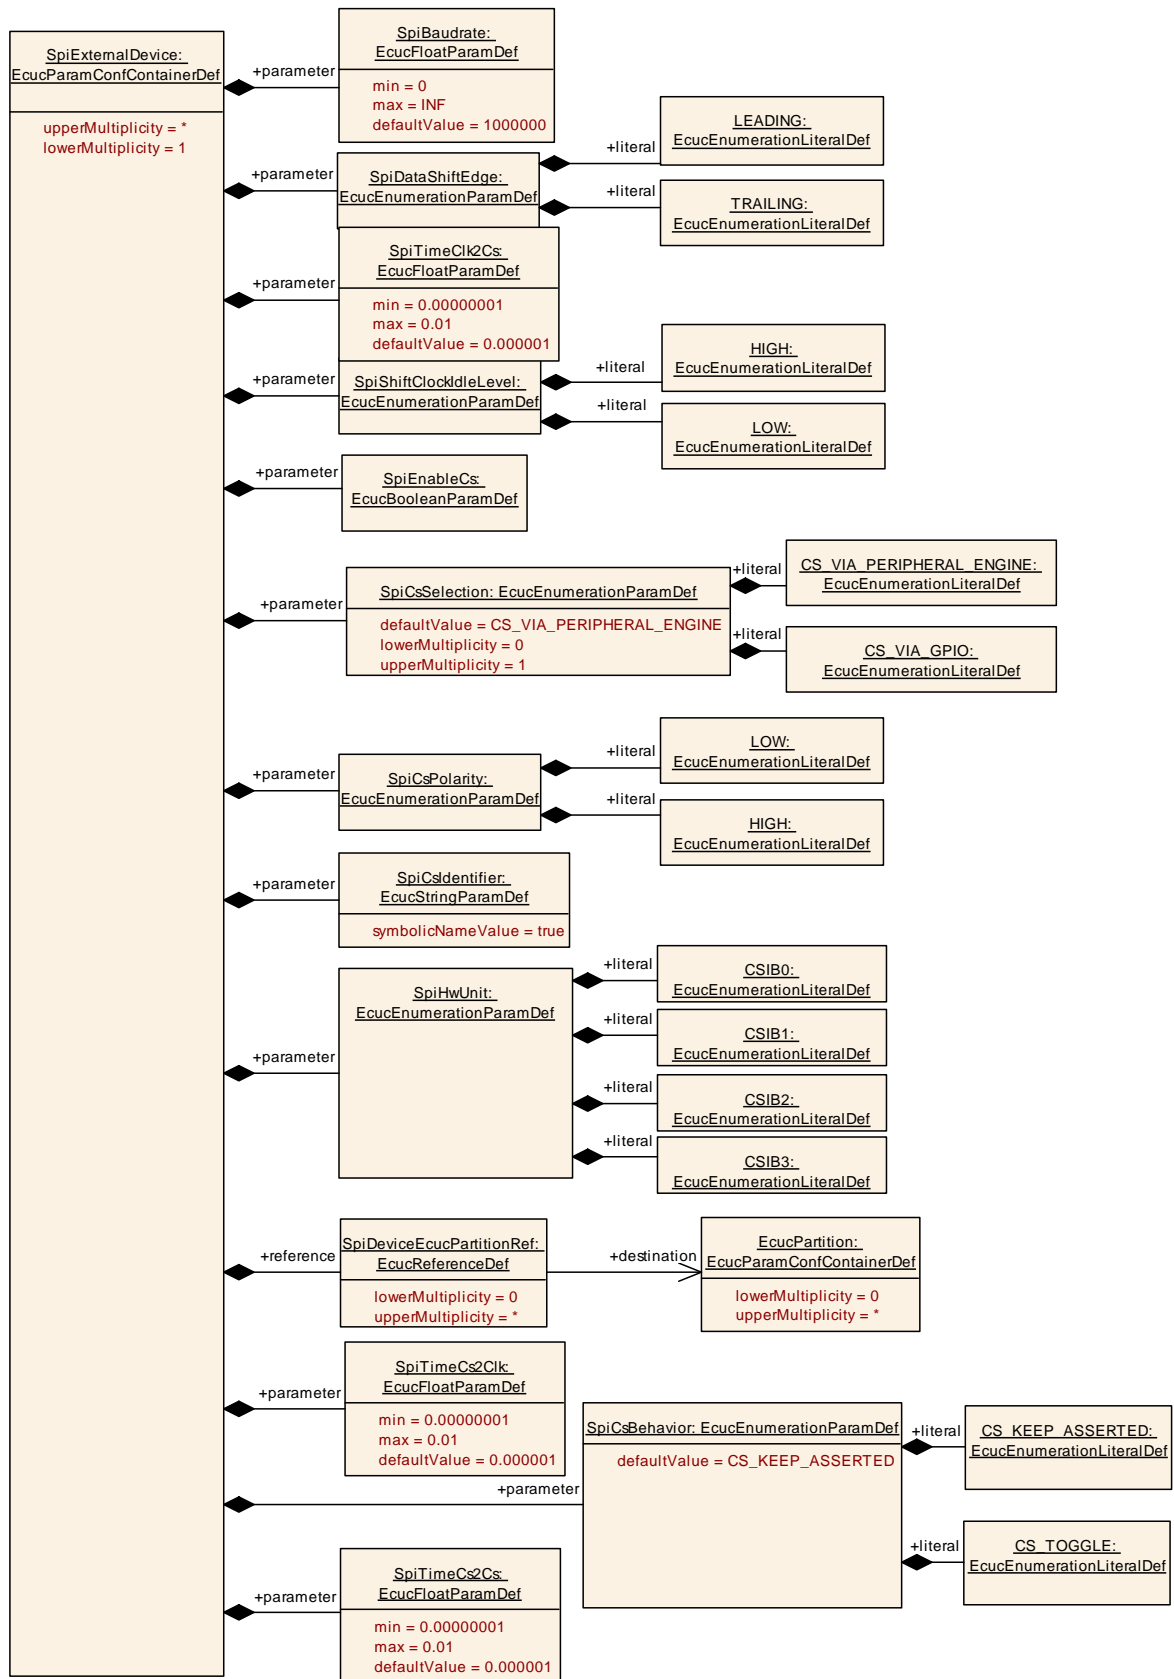 SpiExternalDevice:
EcucParamConfContainerDef
upperMultiplicity = *
lowerMultiplicity = 1
+parameter
SpiBaudrate:
EcucFloatParamDef
min = 0
max = INF
defaultValue = 1000000
+parameter
SpiDataShiftEdge:
EcucEnumerationParamDef
+literal
LEADING:
EcucEnumerationLiteralDef
+literal
TRAILING:
EcucEnumerationLiteralDef
+parameter
SpiTimeClk2Cs:
EcucFloatParamDef
min = 0.00000001
max = 0.01
defaultValue = 0.000001
+parameter
SpiShiftClockIdleLevel:
EcucEnumerationParamDef
+literal
HIGH:
EcucEnumerationLiteralDef
+literal
LOW:
EcucEnumerationLiteralDef
+parameter
SpiEnableCs:
EcucBooleanParamDef
+parameter
SpiCsSelection: EcucEnumerationParamDef
defaultValue = CS_VIA_PERIPHERAL_ENGINE
lowerMultiplicity = 0
upperMultiplicity = 1
+literal
CS_VIA_PERIPHERAL_ENGINE:
EcucEnumerationLiteralDef
+literal
CS_VIA_GPIO:
EcucEnumerationLiteralDef
+parameter
SpiCsPolarity:
EcucEnumerationParamDef
+literal
LOW:
EcucEnumerationLiteralDef
+literal
HIGH:
EcucEnumerationLiteralDef
+parameter
SpiCsIdentifier:
EcucStringParamDef
symbolicNameValue = true
+parameter
SpiHwUnit:
EcucEnumerationParamDef
+literal
CSIB0:
EcucEnumerationLiteralDef
+literal
CSIB1:
EcucEnumerationLiteralDef
+literal
CSIB2:
EcucEnumerationLiteralDef
+literal
CSIB3:
EcucEnumerationLiteralDef
+reference
SpiDeviceEcucPartitionRef:
EcucReferenceDef
lowerMultiplicity = 0
upperMultiplicity = *
+destination
EcucPartition:
EcucParamConfContainerDef
lowerMultiplicity = 0
upperMultiplicity = *
+parameter
SpiTimeCs2Clk:
EcucFloatParamDef
min = 0.00000001
max = 0.01
defaultValue = 0.000001
+parameter
SpiCsBehavior: EcucEnumerationParamDef
defaultValue = CS_KEEP_ASSERTED
+literal
CS_KEEP_ASSERTED:
EcucEnumerationLiteralDef
+literal
CS_TOGGLE:
EcucEnumerationLiteralDef
+parameter
SpiTimeCs2Cs:
EcucFloatParamDef
min = 0.00000001
max = 0.01
defaultValue = 0.000001